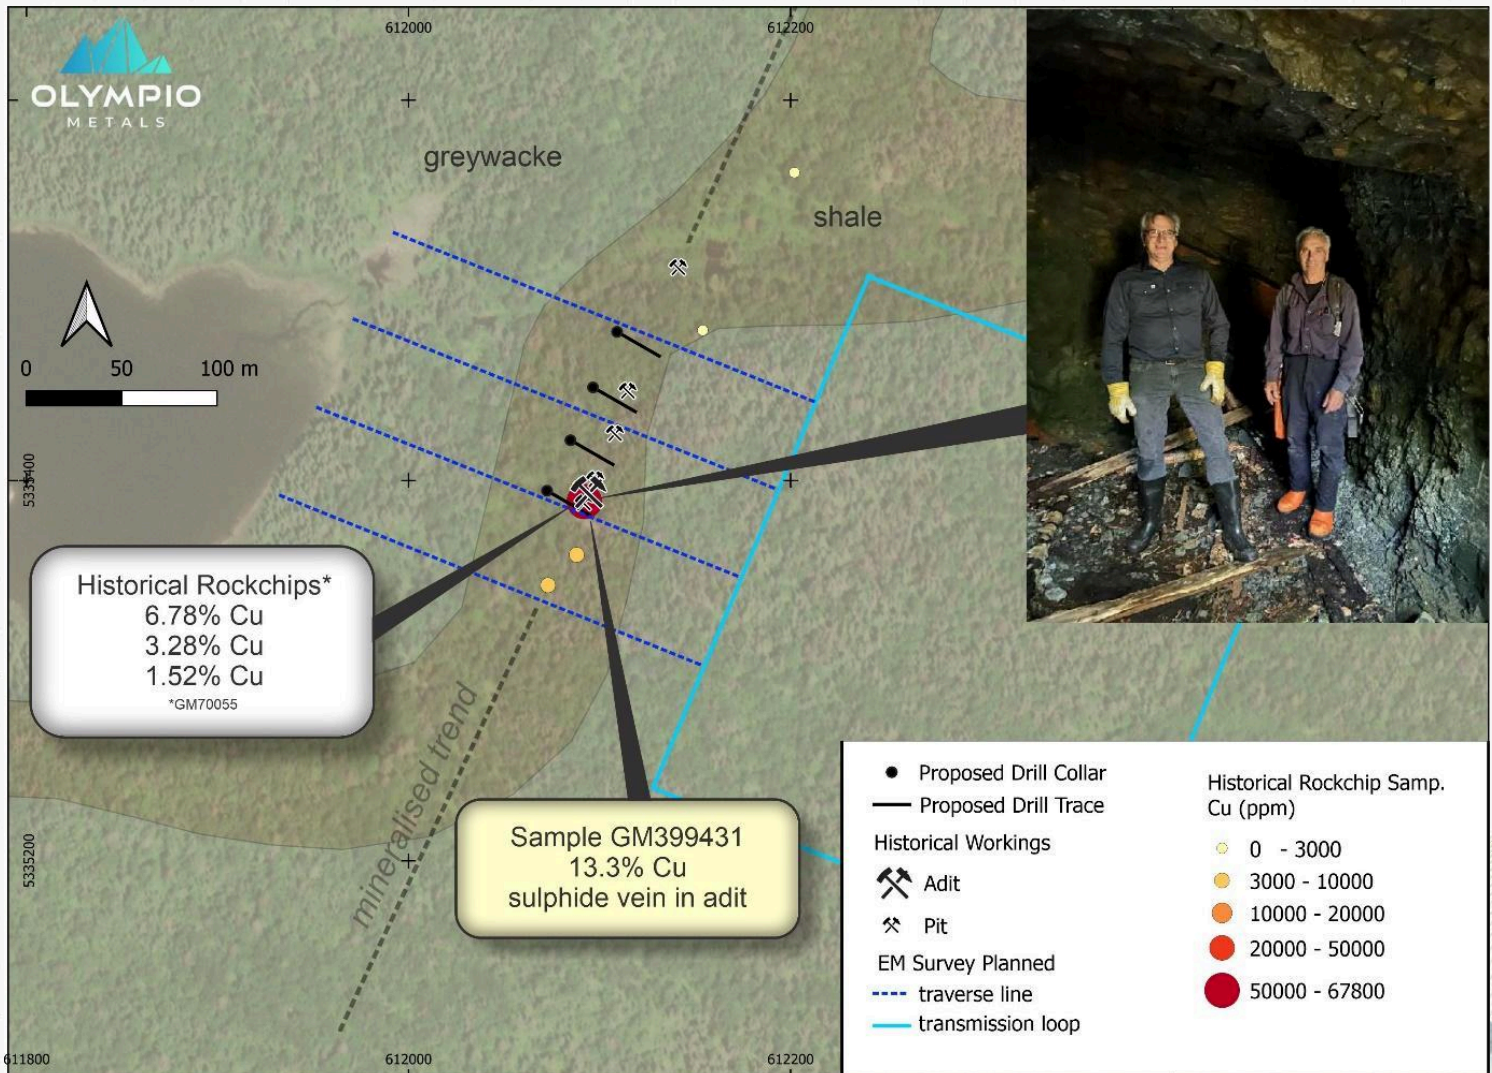 612000
612200
OLYMPIO
METALS
greywacke
shale
0 50 100 m
5335400
Historical Rockchips*
6.78% Cu
3.28% Cu
1.52% Cu
*GM70055
mineralised trend
Sample GM399431
13.3% Cu
sulphide vein in adit
5335200
Proposed Drill Collar
Proposed Drill Trace
Historical Workings
Adit
Pit
EM Survey Planned
traverse line
transmission loop
Historical Rockchip Samp.
Cu (ppm)
0 - 3000
3000 - 10000
10000 - 20000
20000 - 50000
50000 - 67800
611800
612000
612200